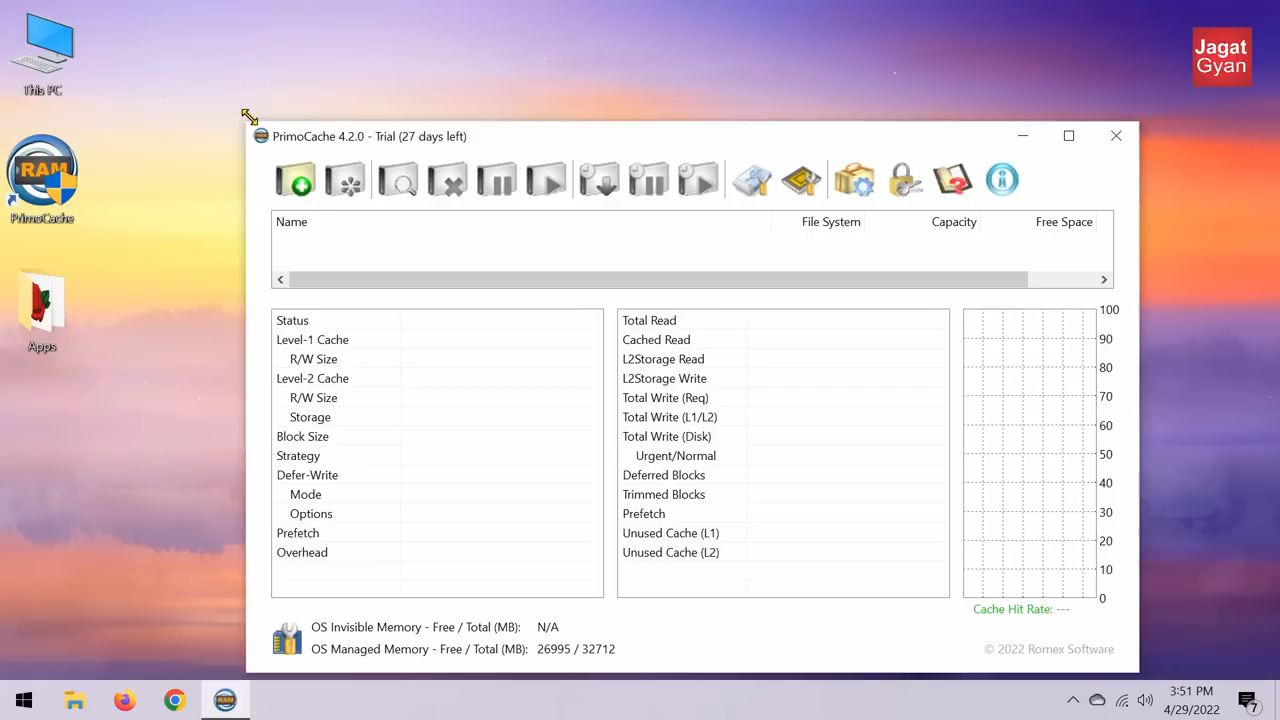 Jagat
Gyan
This PC
RAM
PrimoCache
Apps
PrimoCache 4.2.0 - Trial (27 days left)
Name File System Capacity Free Space
Status
Level-1 Cache
R/W Size
Level-2 Cache
R/W Size
Storage
Block Size
Strategy
Defer-Write
Mode
Options
Prefetch
Overhead
Total Read
Cached Read
L2Storage Read
L2Storage Write
Total Write (Req)
Total Write (L1/L2)
Total Write (Disk)
Urgent/Normal
Deferred Blocks
Trimmed Blocks
Prefetch
Unused Cache (L1)
Unused Cache (L2)
100
90
80
70
60
50
40
30
20
10
0
Cache Hit Rate: ---
OS Invisible Memory - Free / Total (MB): N/A
OS Managed Memory - Free / Total (MB): 26995 / 32712
© 2022 Romex Software
RAM
3:51 PM
4/29/2022
7